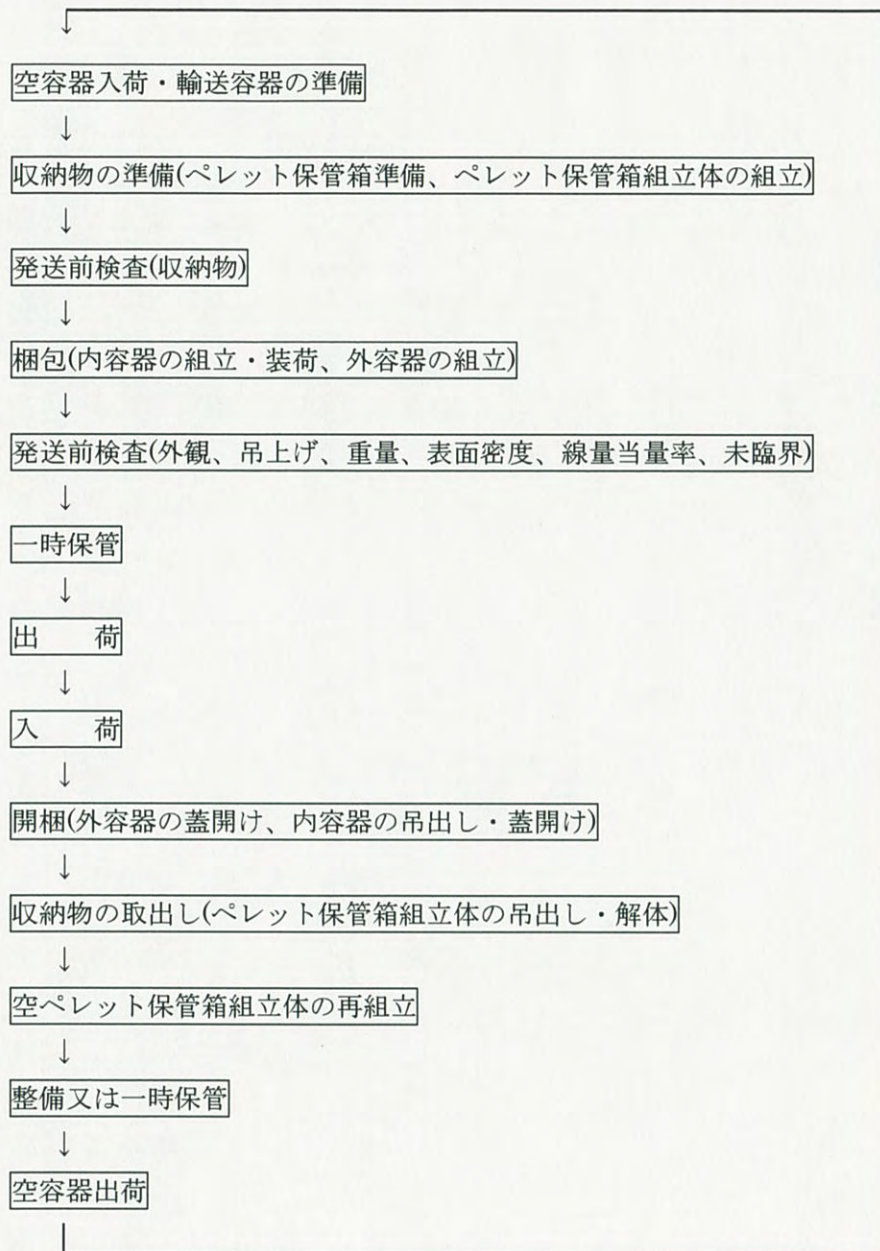 ↓
空容器入荷・輸送容器の準備
↓
収納物の準備(ペレット保管箱準備、ペレット保管箱組立体の組立)
↓
発送前検査(収納物)
↓
梱包(内容器の組立・装荷、外容器の組立)
↓
発送前検査(外観、吊上げ、重量、表面密度、線量当量率、未臨界)
↓
一時保管
↓
出　　荷
↓
入　　荷
↓
開梱(外容器の蓋開け、内容器の吊出し・蓋開け)
↓
収納物の取出し(ペレット保管箱組立体の吊出し・解体)
↓
空ペレット保管箱組立体の再組立
↓
整備又は一時保管
↓
空容器出荷